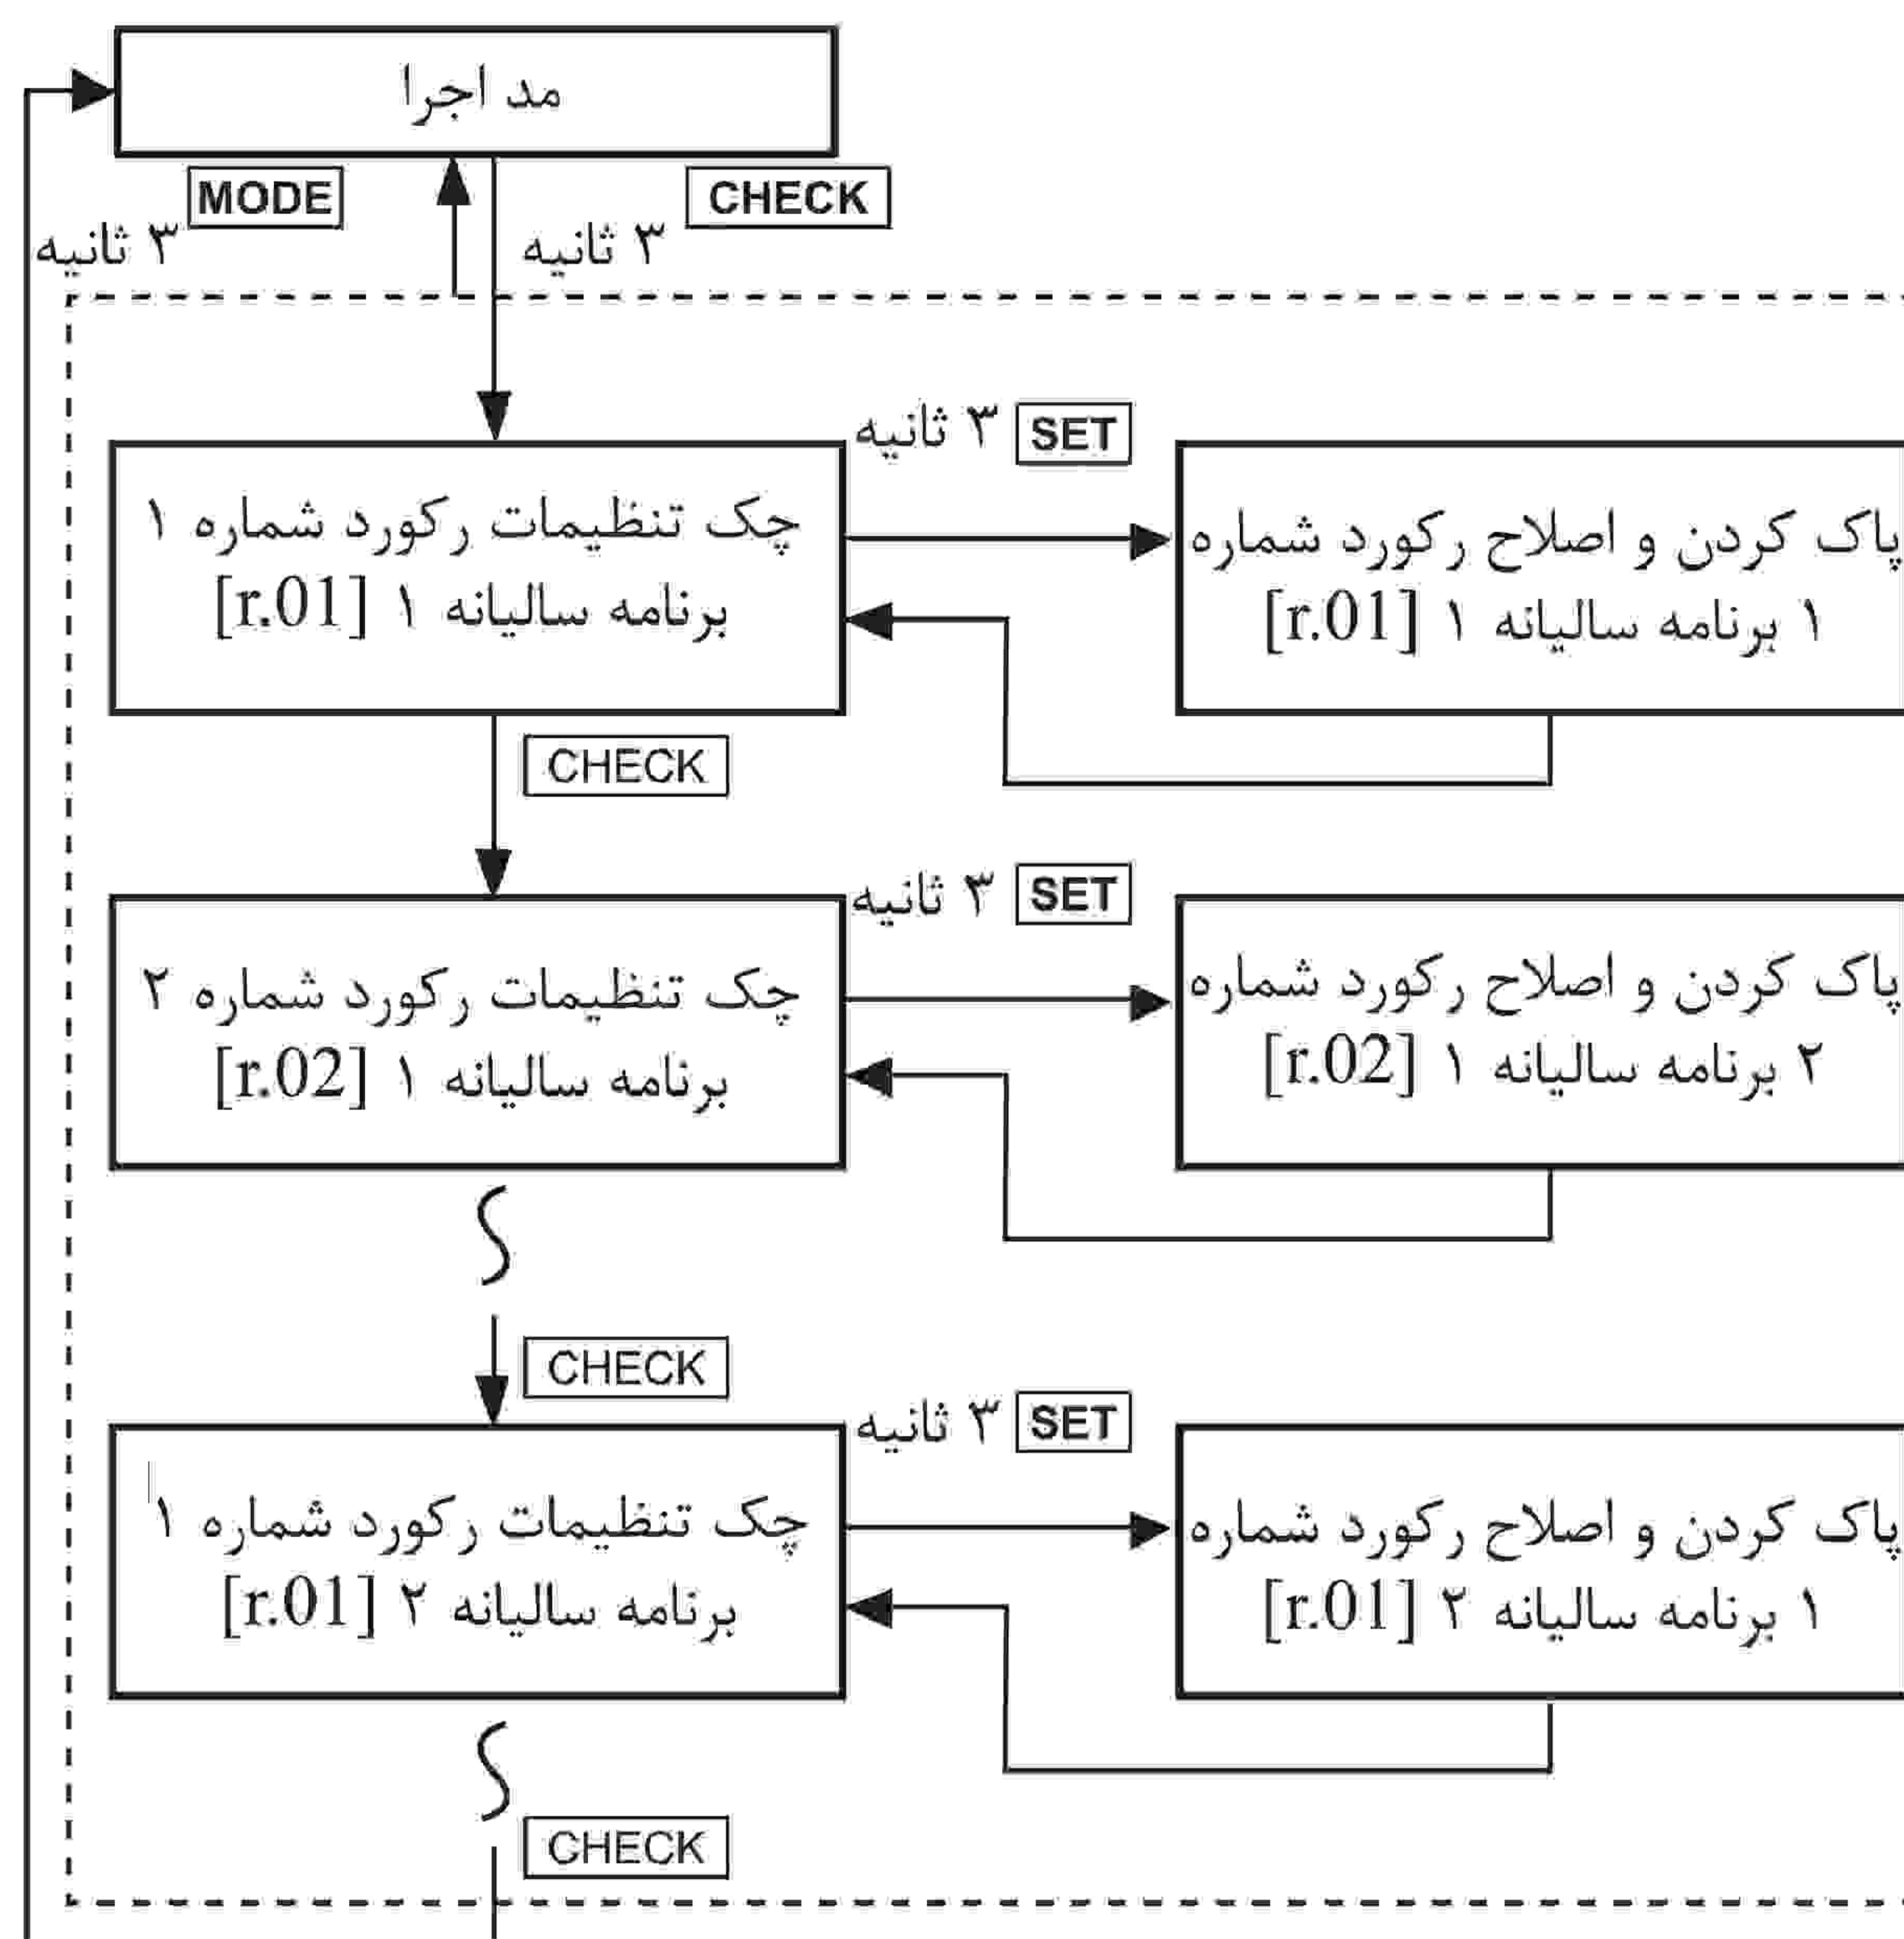 مد اجرا
MODE
CHECK
۳ ثانیه
۳ ثانیه
۳ ثانیه SET
چک تنظیمات رکورد شماره ۱
برنامه سالیانه ۱ [r.01]
پاک کردن و اصلاح رکورد شماره
۱ برنامه سالیانه ۱ [r.01]
CHECK
۳ ثانیه SET
چک تنظیمات رکورد شماره ۲
برنامه سالیانه ۱ [r.02]
پاک کردن و اصلاح رکورد شماره
۲ برنامه سالیانه ۱ [r.02]
CHECK
۳ ثانیه SET
چک تنظیمات رکورد شماره ۱
برنامه سالیانه ۲ [r.01]
پاک کردن و اصلاح رکورد شماره
۱ برنامه سالیانه ۲ [r.01]
CHECK